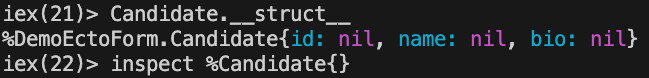 iex(21)> Candidate.__struct__
%DemoEctoForm.Candidate{id: nil, name: nil, bio: nil}
iex(22)> inspect %Candidate{}